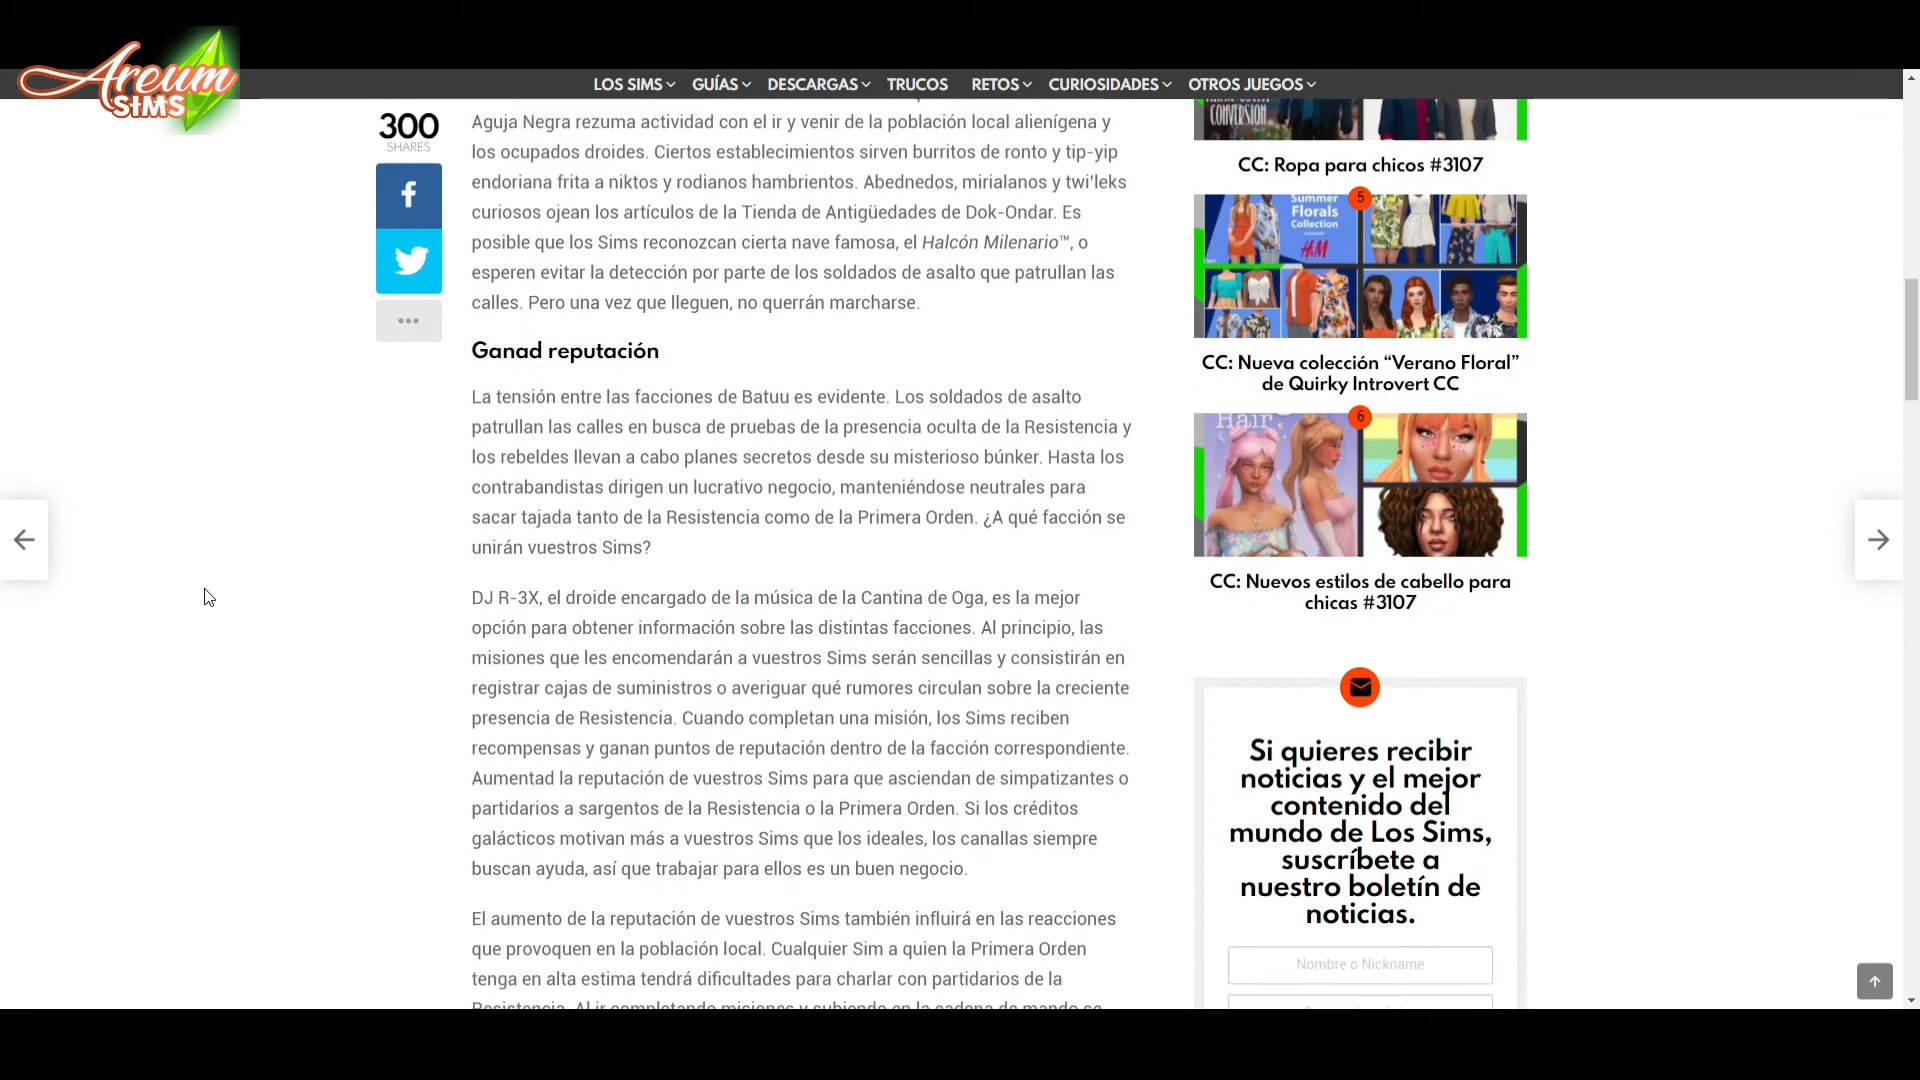 Areum
SIMS
LOS SIMS
GUÍAS
DESCARGAS
TRUCOS
RETOS
CURIOSIDADES
OTROS JUEGOS
300
SHARES
Aguja Negra rezuma actividad con el ir y venir de la población local alienígena y
los ocupados droides. Ciertos establecimientos sirven burritos de ronto y tip-yip
endoriana frita a niktos y rodianos hambrientos. Abednedos, mirialanos y twi'leks
curiosos ojean los artículos de la Tienda de Antigüedades de Dok-Ondar. Es
posible que los Sims reconozcan cierta nave famosa, el Halcón Milenario™, o
esperen evitar la detección por parte de los soldados de asalto que patrullan las
calles. Pero una vez que lleguen, no querrán marcharse.
Ganad reputación
La tensión entre las facciones de Batuu es evidente. Los soldados de asalto
patrullan las calles en busca de pruebas de la presencia oculta de la Resistencia y
los rebeldes llevan a cabo planes secretos desde su misterioso búnker. Hasta los
contrabandistas dirigen un lucrativo negocio, manteniéndose neutrales para
sacar tajada tanto de la Resistencia como de la Primera Orden. ¿A qué facción se
unirán vuestros Sims?
DJ R-3X, el droide encargado de la música de la Cantina de Oga, es la mejor
opción para obtener información sobre las distintas facciones. Al principio, las
misiones que les encomendarán a vuestros Sims serán sencillas y consistirán en
registrar cajas de suministros o averiguar qué rumores circulan sobre la creciente
presencia de Resistencia. Cuando completan una misión, los Sims reciben
recompensas y ganan puntos de reputación dentro de la facción correspondiente.
Aumentad la reputación de vuestros Sims para que asciendan de simpatizantes o
partidarios a sargentos de la Resistencia o la Primera Orden. Si los créditos
galácticos motivan más a vuestros Sims que los ideales, los canallas siempre
buscan ayuda, así que trabajar para ellos es un buen negocio.
El aumento de la reputación de vuestros Sims también influirá en las reacciones
que provoquen en la población local. Cualquier Sim a quien la Primera Orden
tenga en alta estima tendrá dificultades para charlar con partidarios de la
Resistencia. Al ir completando misiones y subiendo en la cadena de mando se
CONVERSION
CC: Ropa para chicos #3107
5
Summer
Florals
Collection
H&M
CC: Nueva colección “Verano Floral”
de Quirky Introvert CC
6
Hair
CC: Nuevos estilos de cabello para
chicas #3107
Si quieres recibir
noticias y el mejor
contenido del
mundo de Los Sims,
suscríbete a
nuestro boletín de
noticias.
Nombre o Nickname